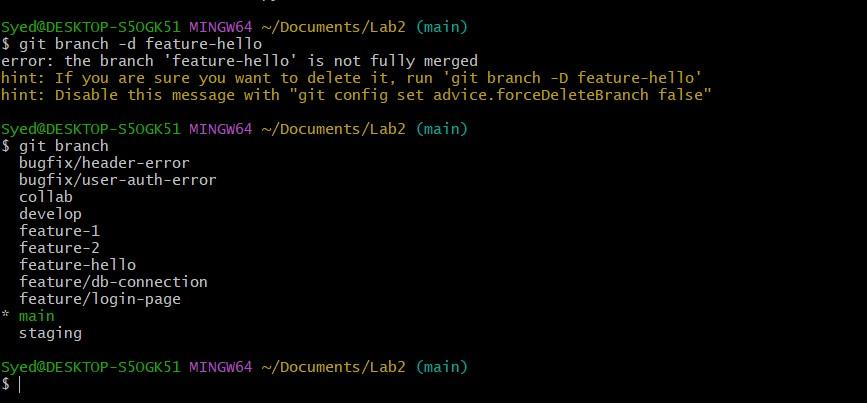 Syed@DESKTOP-S5OGK51 MINGW64 ~/Documents/Lab2 (main)
$ git branch -d feature-hello
error: the branch 'feature-hello' is not fully merged
hint: If you are sure you want to delete it, run 'git branch -D feature-hello'
hint: Disable this message with "git config set advice.forceDeleteBranch false"
Syed@DESKTOP-S5OGK51 MINGW64 ~/Documents/Lab2 (main)
$ git branch
bugfix/header-error
bugfix/user-auth-error
collab
develop
feature-1
feature-2
feature-hello
feature/db-connection
feature/login-page
* main
staging
Syed@DESKTOP-S5OGK51 MINGW64 ~/Documents/Lab2 (main)
$